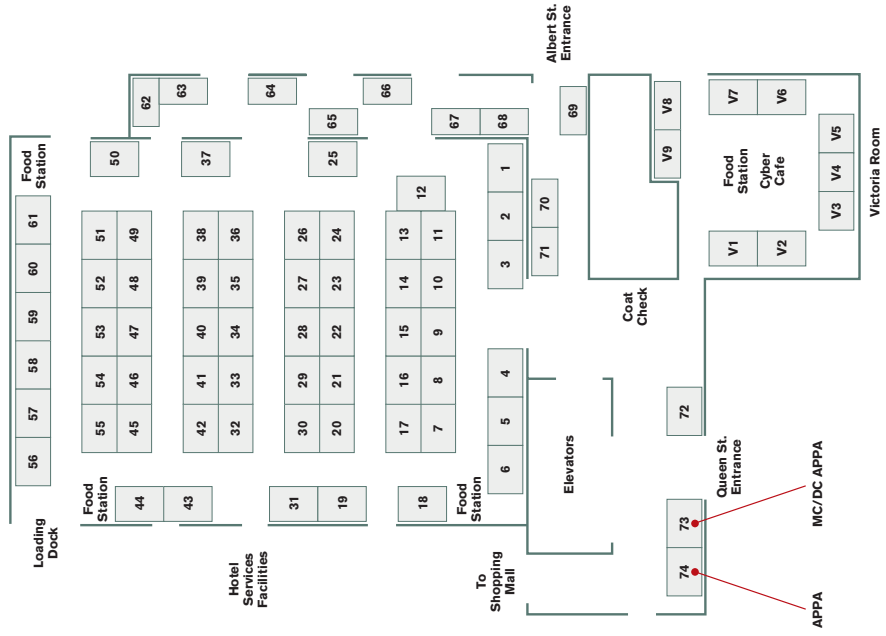 Loading
Dock
Food
Station
56 57 58 59 60 61
Food
Station
55 54 53 52 51
45 46 47 48 49
44 43
50
62
63
42 41 40 39 38
32 33 34 35 36
37
64
Hotel
Services
Facilities
31 19
30 29 28 27 26
20 21 22 23 24
25
65
66
18
17 16 15 14 13
7 8 9 10 11
12
67
68
Food
Station
6 5 4
3 2 1
71 70
69
To
Shopping
Mall
Elevators
Albert St.
Entrance
Coat
Check
V9 V8
74 73 72
Queen St.
Entrance
V1
V2
V7
V6
Food
Station
Cyber
Cafe
V3 V4 V5
Victoria Room
APPA
MC/DC APPA